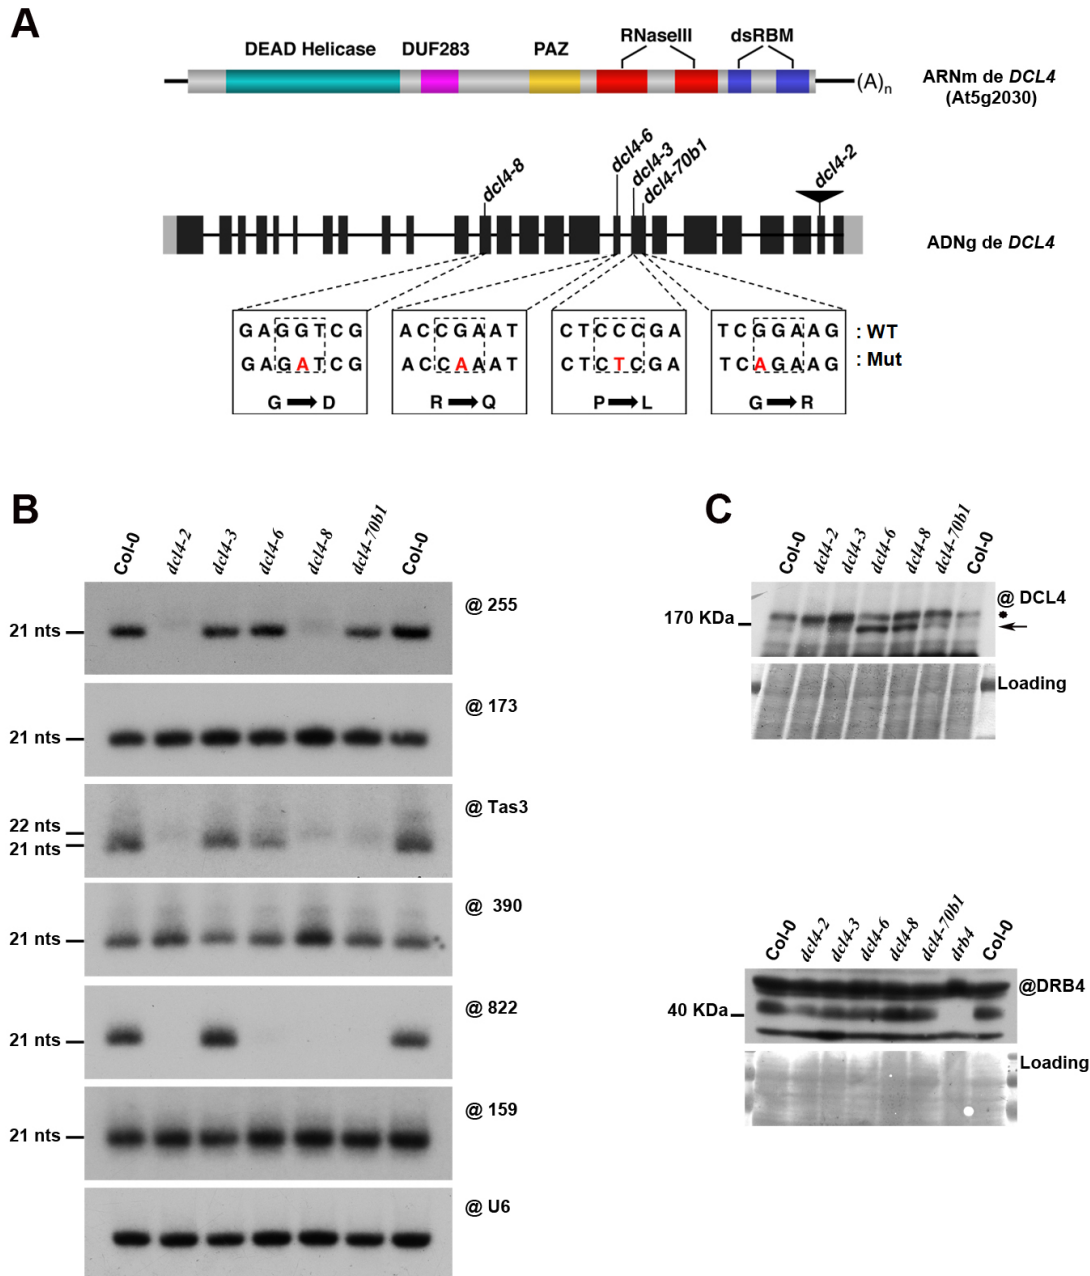 A
DEAD Helicase DUF283 PAZ RNaseIII dsRBM
(A)n
ARNm de DCL4
(At5g2030)
dcl4-8 dcl4-6 dcl4-3 dcl4-70b1 dcl4-2
ADNg de DCL4
G A G G T C G A C C G A A T C T C C C G A T C G G A A G : WT
G A G A T C G A C C A A A T C T C T C G A T C A G A A G : Mut
G D R Q P L G R
B
Col-0 dcl4-2 dcl4-3 dcl4-6 dcl4-8 dcl4-70b1 Col-0
21 nts @ 255
21 nts @ 173
22 nts @ Tas3
21 nts
21 nts @ 390
21 nts @ 822
21 nts @ 159
@ U6
C
Col-0 dcl4-2 dcl4-3 dcl4-6 dcl4-8 dcl4-70b1 Col-0
@ DCL4
170 KDa *
Loading
Col-0 dcl4-2 dcl4-3 dcl4-6 dcl4-8 dcl4-70b1 drb4 Col-0
@DRB4
40 KDa
Loading